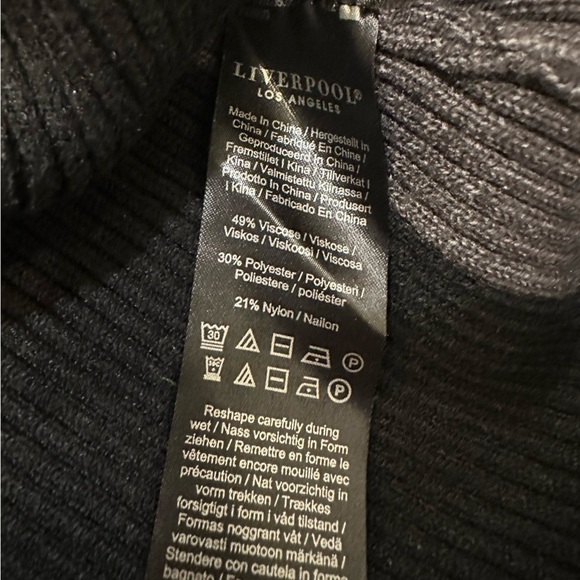 LIVERPOOL®
LOS ANGELES
Made In China / Hergestellt in
China / Fabriqué En Chine /
Geproduceerd In China /
Fremstillet I Kina / Tillverkat I
Kina / Valmistettu Kiinassa /
Prodotto In China / Produsert
i Kina / Fabricado En China
49% Viscose / Viskose /
Viskos / Viskoosi / Viscosa
30% Polyester / Polyesteri /
Poliestere / poliéster
21% Nylon / Nailon
30
P
P
Reshape carefully during
wet / Nass vorsichtig in Form
ziehen / Remettre en forme le
vêtement encore mouillé avec
précaution / Nat voorzichtig in
vorm trekken / Trækkes
forsigtigt i form i våd tilstand /
Formas noggrant våt / Vedä
varovasti muotoon märkänä /
Stendere con cautela in forma
bagnato /